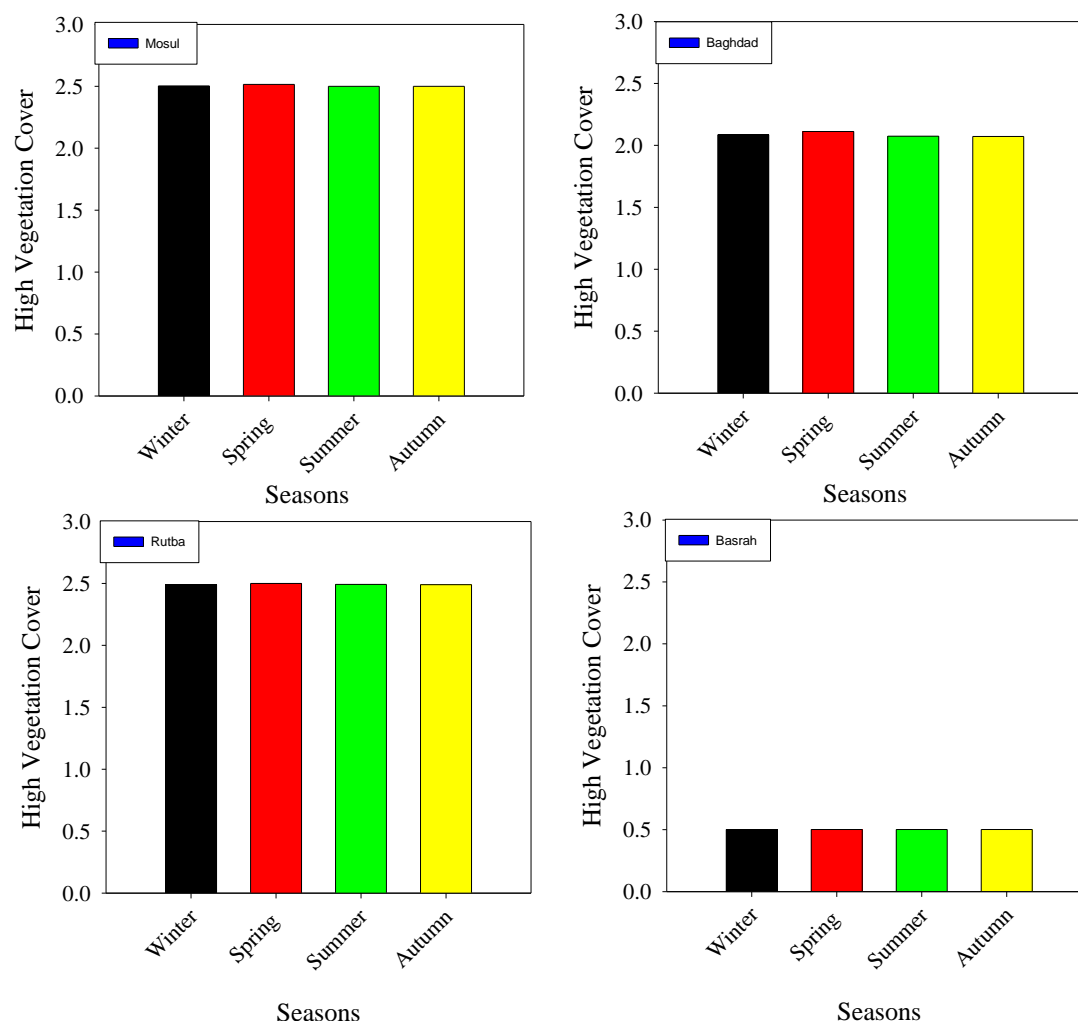 Mosul
High Vegetation Cover
3.0
2.5
2.0
1.5
1.0
0.5
0.0
Winter
Spring
Summer
Autumn
Seasons
Baghdad
High Vegetation Cover
3.0
2.5
2.0
1.5
1.0
0.5
0.0
Winter
Spring
Summer
Autumn
Seasons
Rutba
High Vegetation Cover
3.0
2.5
2.0
1.5
1.0
0.5
0.0
Winter
Spring
Summer
Autumn
Seasons
Basrah
High Vegetation Cover
3.0
2.5
2.0
1.5
1.0
0.5
0.0
Winter
Spring
Summer
Autumn
Seasons